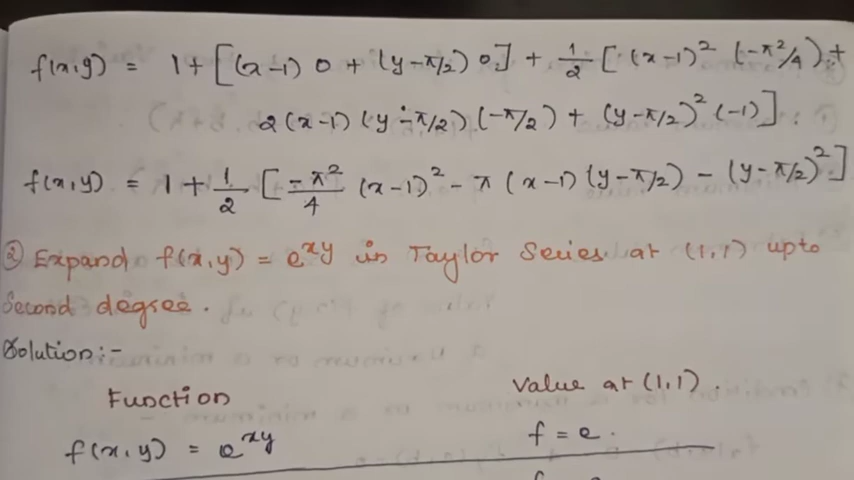 f(x,y) = 1+[(x-1) 0 + (y-π/2) 0] + 1/2 [(x-1)² (-π²/4) +
2(x-1)(y-π/2)(-π/2) + (y-π/2)² (-1)].
f(x,y) = 1+ 1/2 [-π²/4 (x-1)² - π (x-1)(y-π/2) - (y-π/2)²]
② Expand f(x,y) = e^xy in Taylor Series at (1,1) upto
Second degree.
Solution:-
Function Value at (1,1).
f(x,y) = e^xy f = e.